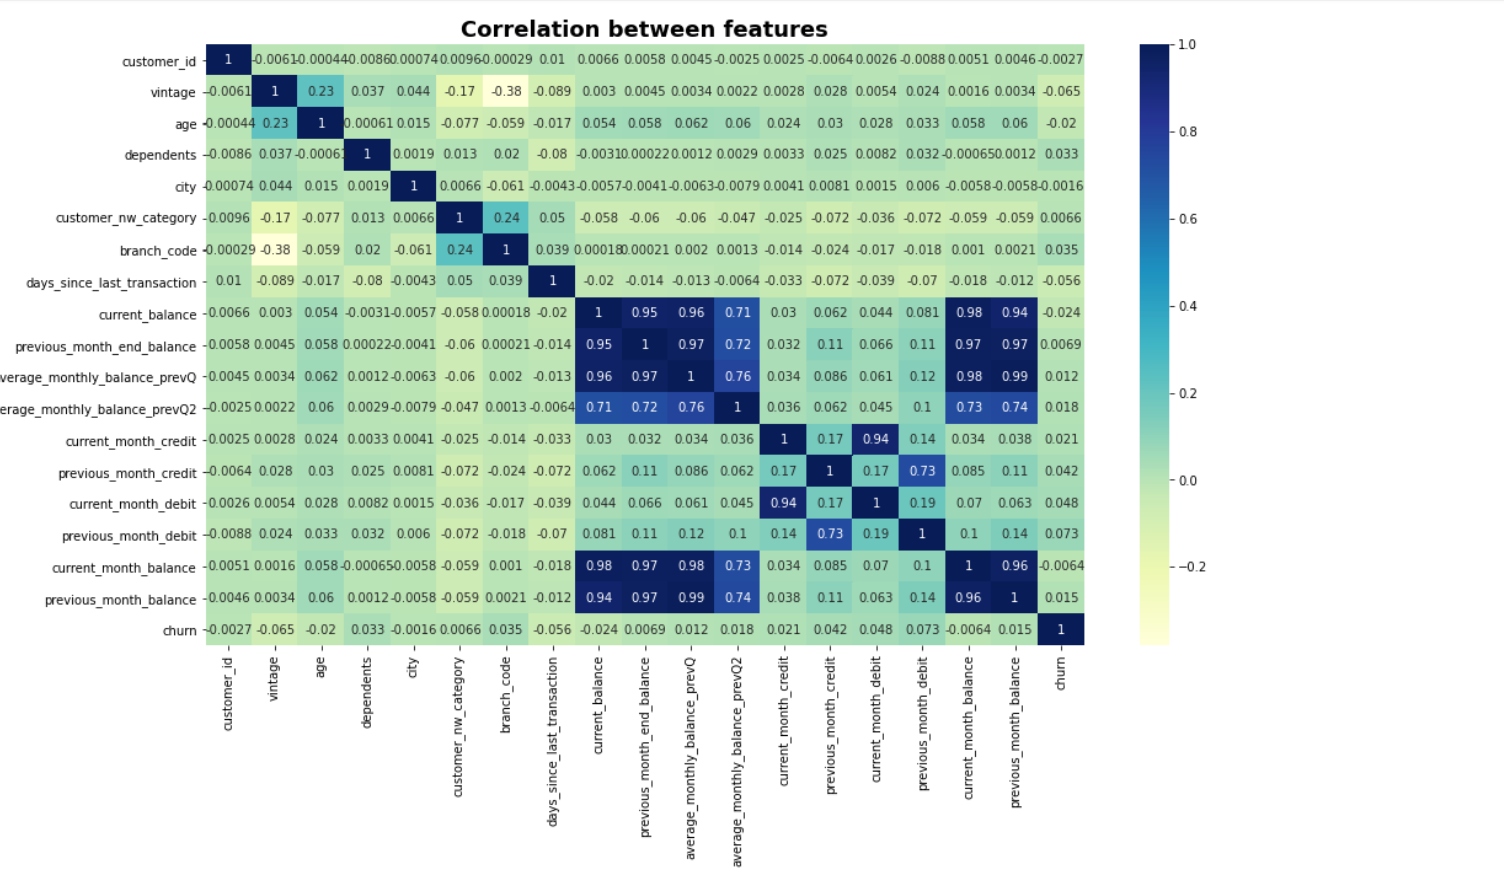 Correlation between features
customer_id 1 -0.0061 -0.00044 -0.0086 0.00074 0.0096 -0.00029 0.01 0.0066 0.0058 0.0045 -0.0025 0.0025 -0.0064 0.0026 -0.0088 0.0051 0.0046 -0.0027
vintage -0.0061 1 0.23 0.037 0.044 -0.17 -0.38 -0.089 0.003 0.0045 0.0034 0.0022 0.0028 0.028 0.0054 0.024 0.0016 0.0034 -0.065
age -0.00044 0.23 1 0.00061 0.015 -0.077 -0.059 -0.017 0.054 0.058 0.062 0.06 0.024 0.03 0.028 0.033 0.058 0.06 -0.02
dependents -0.0086 0.037 -0.00061 1 0.0019 0.013 0.02 -0.08 -0.0031 0.00022 0.0012 0.0029 0.0033 0.025 0.0082 0.032 -0.00065 0.0012 0.033
city 0.00074 0.044 0.015 0.0019 1 0.0066 -0.061 -0.0043 -0.0057 -0.0041 -0.0063 -0.0079 0.0041 0.0081 0.0015 0.006 -0.0058 -0.0058 -0.0016
customer_nw_category 0.0096 -0.17 -0.077 0.013 0.0066 1 0.24 0.05 -0.058 -0.06 -0.06 -0.047 -0.025 -0.072 -0.036 -0.072 -0.059 -0.059 0.0066
branch_code -0.00029 -0.38 -0.059 0.02 -0.061 0.24 1 0.039 0.00018 0.00021 0.002 0.0013 -0.014 -0.024 -0.017 -0.018 0.001 0.0021 0.035
days_since_last_transaction 0.01 -0.089 -0.017 -0.08 -0.0043 0.05 0.039 1 -0.02 -0.014 -0.013 -0.0064 -0.033 -0.072 -0.039 -0.07 -0.018 -0.012 -0.056
current_balance 0.0066 0.003 0.054 -0.0031 -0.0057 -0.058 0.00018 -0.02 1 0.95 0.96 0.71 0.03 0.062 0.044 0.081 0.98 0.94 -0.024
previous_month_end_balance 0.0058 0.0045 0.058 0.00022 -0.0041 -0.06 0.00021 -0.014 0.95 1 0.97 0.72 0.032 0.11 0.066 0.11 0.97 0.97 0.0069
verage_monthly_balance_prevQ 0.0045 0.0034 0.062 0.0012 -0.0063 -0.06 0.002 -0.013 0.96 0.97 1 0.76 0.034 0.086 0.061 0.12 0.98 0.99 0.012
erage_monthly_balance_prevQ2 -0.0025 0.0022 0.06 0.0029 -0.0079 -0.047 0.0013 -0.0064 0.71 0.72 0.76 1 0.036 0.062 0.045 0.1 0.73 0.74 0.018
current_month_credit 0.0025 0.0028 0.024 0.0033 0.0041 -0.025 -0.014 -0.033 0.03 0.032 0.034 0.036 1 0.17 0.94 0.14 0.034 0.038 0.021
previous_month_credit -0.0064 0.028 0.03 0.025 0.0081 -0.072 -0.024 -0.072 0.062 0.11 0.086 0.062 0.17 1 0.17 0.73 0.085 0.11 0.042
current_month_debit 0.0026 0.0054 0.028 0.0082 0.0015 -0.036 -0.017 -0.039 0.044 0.066 0.061 0.045 0.94 0.17 1 0.19 0.07 0.063 0.048
previous_month_debit -0.0088 0.024 0.033 0.032 0.006 -0.072 -0.018 -0.07 0.081 0.11 0.12 0.1 0.14 0.73 0.19 1 0.1 0.14 0.073
current_month_balance 0.0051 0.0016 0.058 -0.00065 -0.0058 -0.059 0.001 -0.018 0.98 0.97 0.98 0.73 0.034 0.085 0.07 0.1 1 0.96 -0.0064
previous_month_balance 0.0046 0.0034 0.06 0.0012 -0.0058 -0.059 0.0021 -0.012 0.94 0.97 0.99 0.74 0.038 0.11 0.063 0.14 0.96 1 0.015
churn -0.0027 -0.065 -0.02 0.033 -0.0016 0.0066 0.035 -0.056 -0.024 0.0069 0.012 0.018 0.021 0.042 0.048 0.073 -0.0064 0.015 1
customer_id
vintage
age
dependents
city
customer_nw_category
branch_code
days_since_last_transaction
current_balance
previous_month_end_balance
average_monthly_balance_prevQ
average_monthly_balance_prevQ2
current_month_credit
previous_month_credit
current_month_debit
previous_month_debit
current_month_balance
previous_month_balance
churn
1.0
0.8
0.6
0.4
0.2
0.0
−0.2